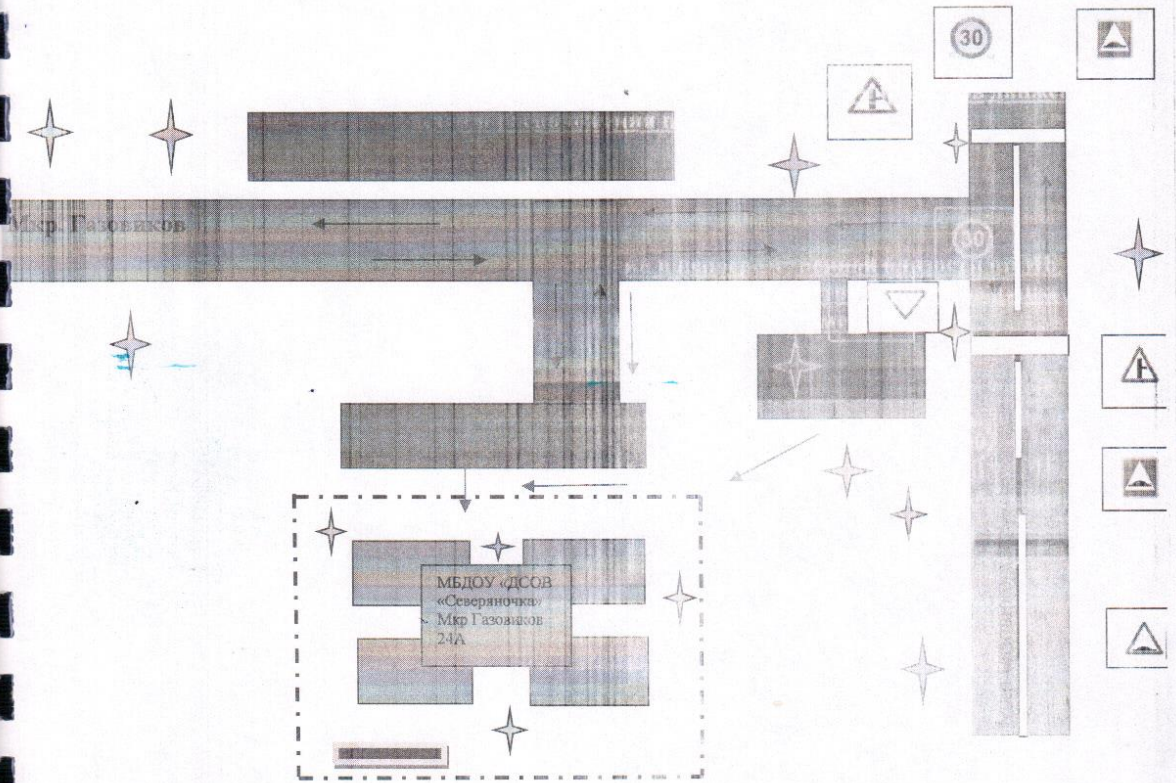 30
Мкр. Газовиков
30
МБДОУ «ДСОВ
«Северяночка»
Мкр Газовиков
24А